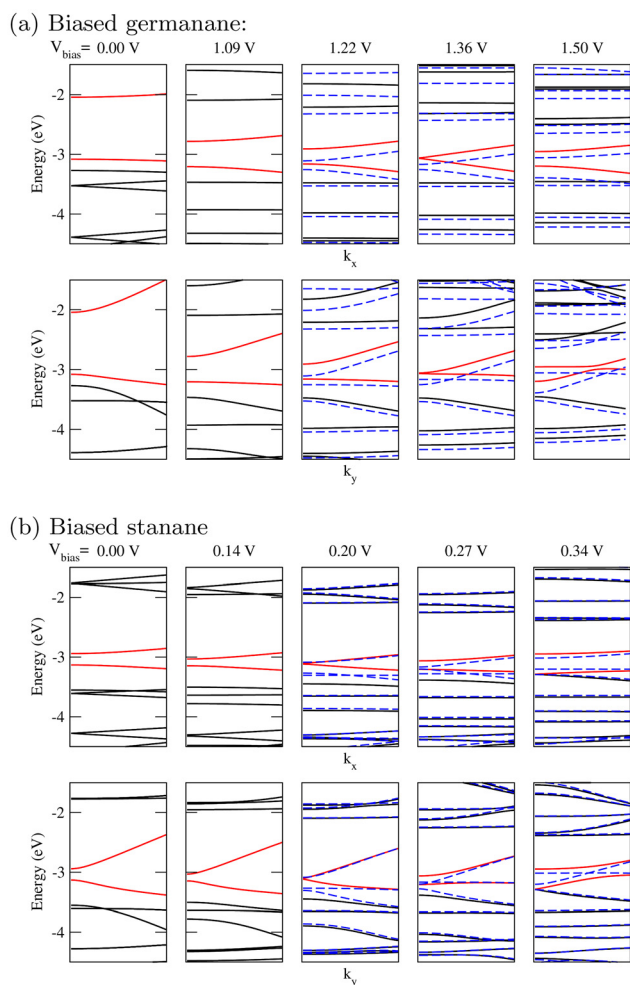 (a) Biased germanane:
V_bias= 0.00 V 1.09 V 1.22 V 1.36 V 1.50 V
Energy (eV)
-2
-3
-4
k_x
Energy (eV)
-2
-3
-4
k_y
(b) Biased stanane
V_bias= 0.00 V 0.14 V 0.20 V 0.27 V 0.34 V
Energy (eV)
-2
-3
-4
k_x
Energy (eV)
-2
-3
-4
k_y